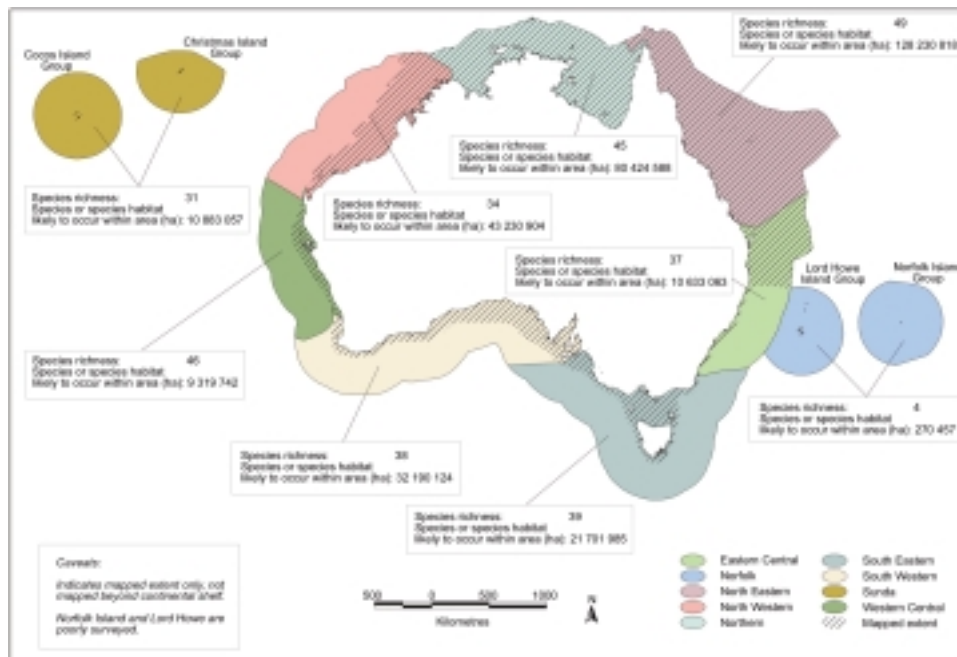 Cocos Island
Group
Christmas Island
Group
Species richness: 49
Species or species habitat
likely to occur within area (ha): 128 230 818
Species richness: 45
Species or species habitat
likely to occur within area (ha): 80 424 588
Species richness: 31
Species or species habitat
likely to occur within area (ha): 10 863 057
Species richness: 34
Species or species habitat
likely to occur within area (ha): 43 230 904
Species richness: 37
Species or species habitat
likely to occur within area (ha): 10 633 093
Lord Howe
Island Group
Norfolk Island
Group
Species richness: 46
Species or species habitat
likely to occur within area (ha): 9 319 742
Species richness: 4
Species or species habitat
likely to occur within area (ha): 270 457
Species richness: 38
Species or species habitat
likely to occur within area (ha): 32 190 124
Species richness: 39
Species or species habitat
likely to occur within area (ha): 21 701 985
Caveats:
Indicates mapped extent only, not
mapped beyond continental shelf.
Norfolk Island and Lord Howe are
poorly surveyed.
500 0 500 1000
Kilometres
N
Eastern Central
Norfolk
North Eastern
North Western
Northern
South Eastern
South Western
Sunda
Western Central
Mapped extent